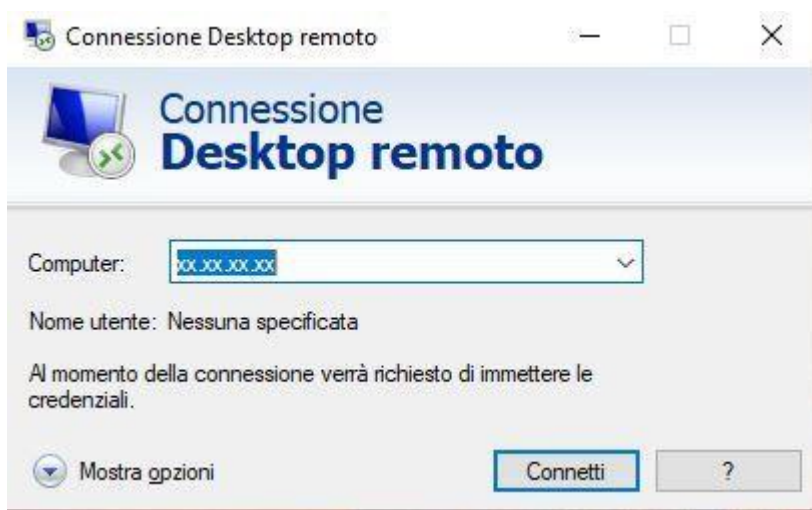 Connessione Desktop remoto
Connessione
Desktop remoto
Computer: xx.xx.xx.xx
Nome utente: Nessuna specificata
Al momento della connessione verrà richiesto di immettere le
credenziali.
Mostra opzioni Connetti ?